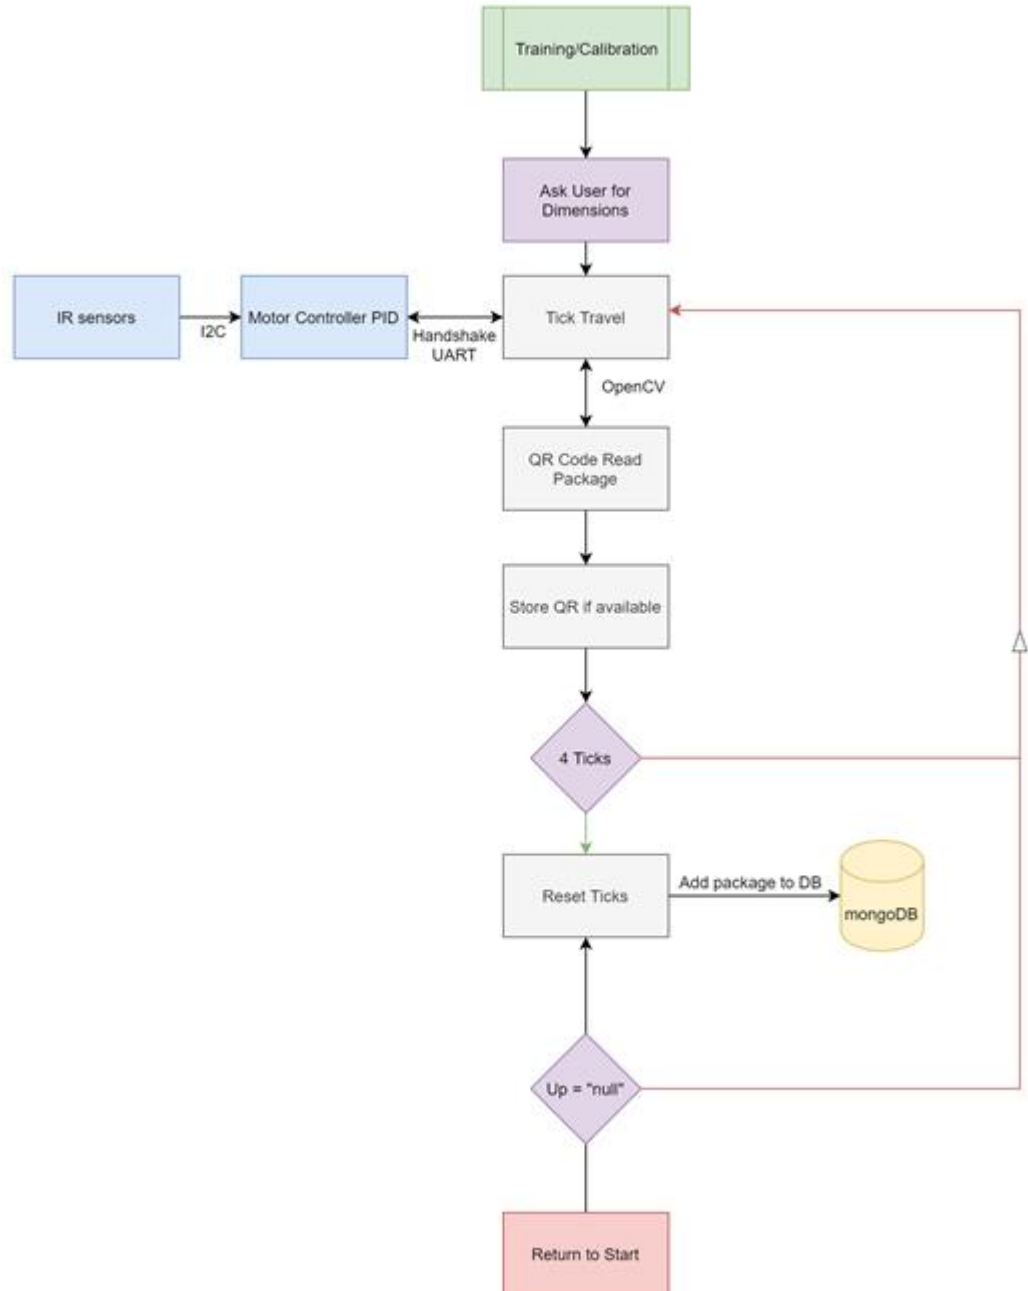 Training/Calibration
Ask User for
Dimensions
IR sensors
I2C
Motor Controller PID
Handshake
UART
Tick Travel
OpenCV
QR Code Read
Package
Store QR if available
4 Ticks
Reset Ticks
Add package to DB
mongoDB
Up = "null"
Return to Start